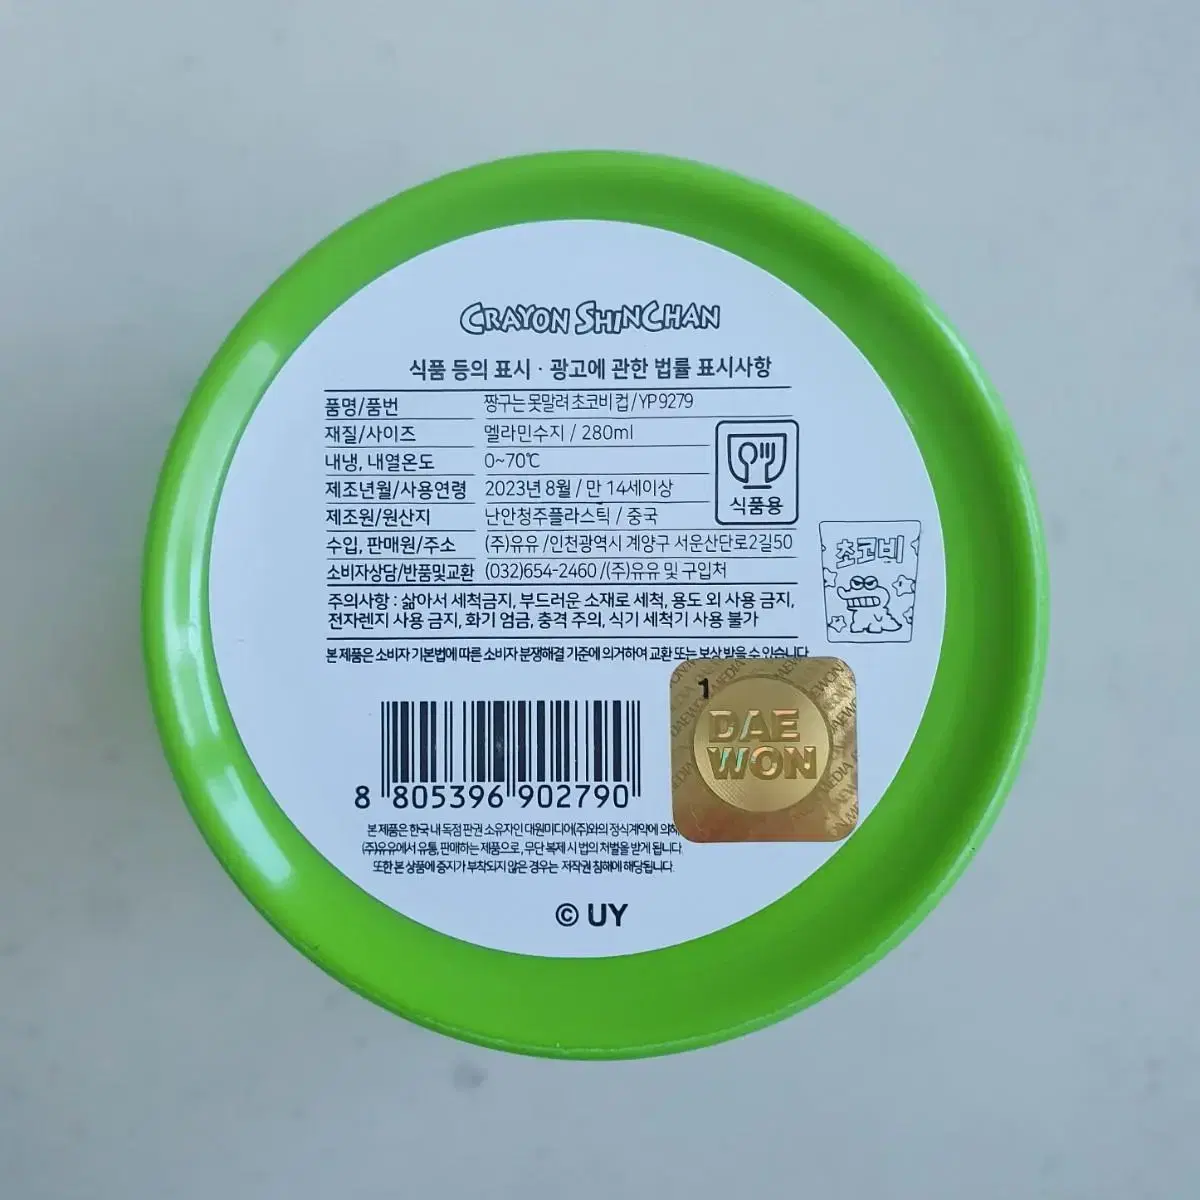 CRAYON SHINCHAN
식품 등의 표시 · 광고에 관한 법률 표시사항
품명/품번 짱구는 못말려 초코비 컵 / YP9279
재질/사이즈 멜라민수지 / 280ml
내냉, 내열온도 0~70℃
제조년월/사용연령 2023년 8월 / 만 14세이상
제조원/원산지 난안청주플라스틱 / 중국
수입, 판매원/주소 (주)유유 / 인천광역시 계양구 서운산단로2길50
소비자상담/반품및교환 (032)654-2460 /(주)유유 및 구입처
식품용
주의사항 : 삶아서 세척금지, 부드러운 소재로 세척, 용도 외 사용 금지,
전자렌지 사용 금지, 화기 엄금, 충격 주의, 식기 세척기 사용 불가
본 제품은 소비자 기본법에 따른 소비자 분쟁해결 기준에 의거하여 교환 또는 보상 받을 수 있습니다.
초코비
1
DAE
WON
8 805396 902790
본 제품은 한국 내 독점 판권 소유자인 대원미디어(주)와의 정식계약에 의해,
(주)유유에서 유통, 판매하는 제품으로, 무단 복제 시 법의 처벌을 받게 됩니다.
또한 본 상품에 증지가 부착되지 않은 경우는 저작권 침해에 해당됩니다.
© UY